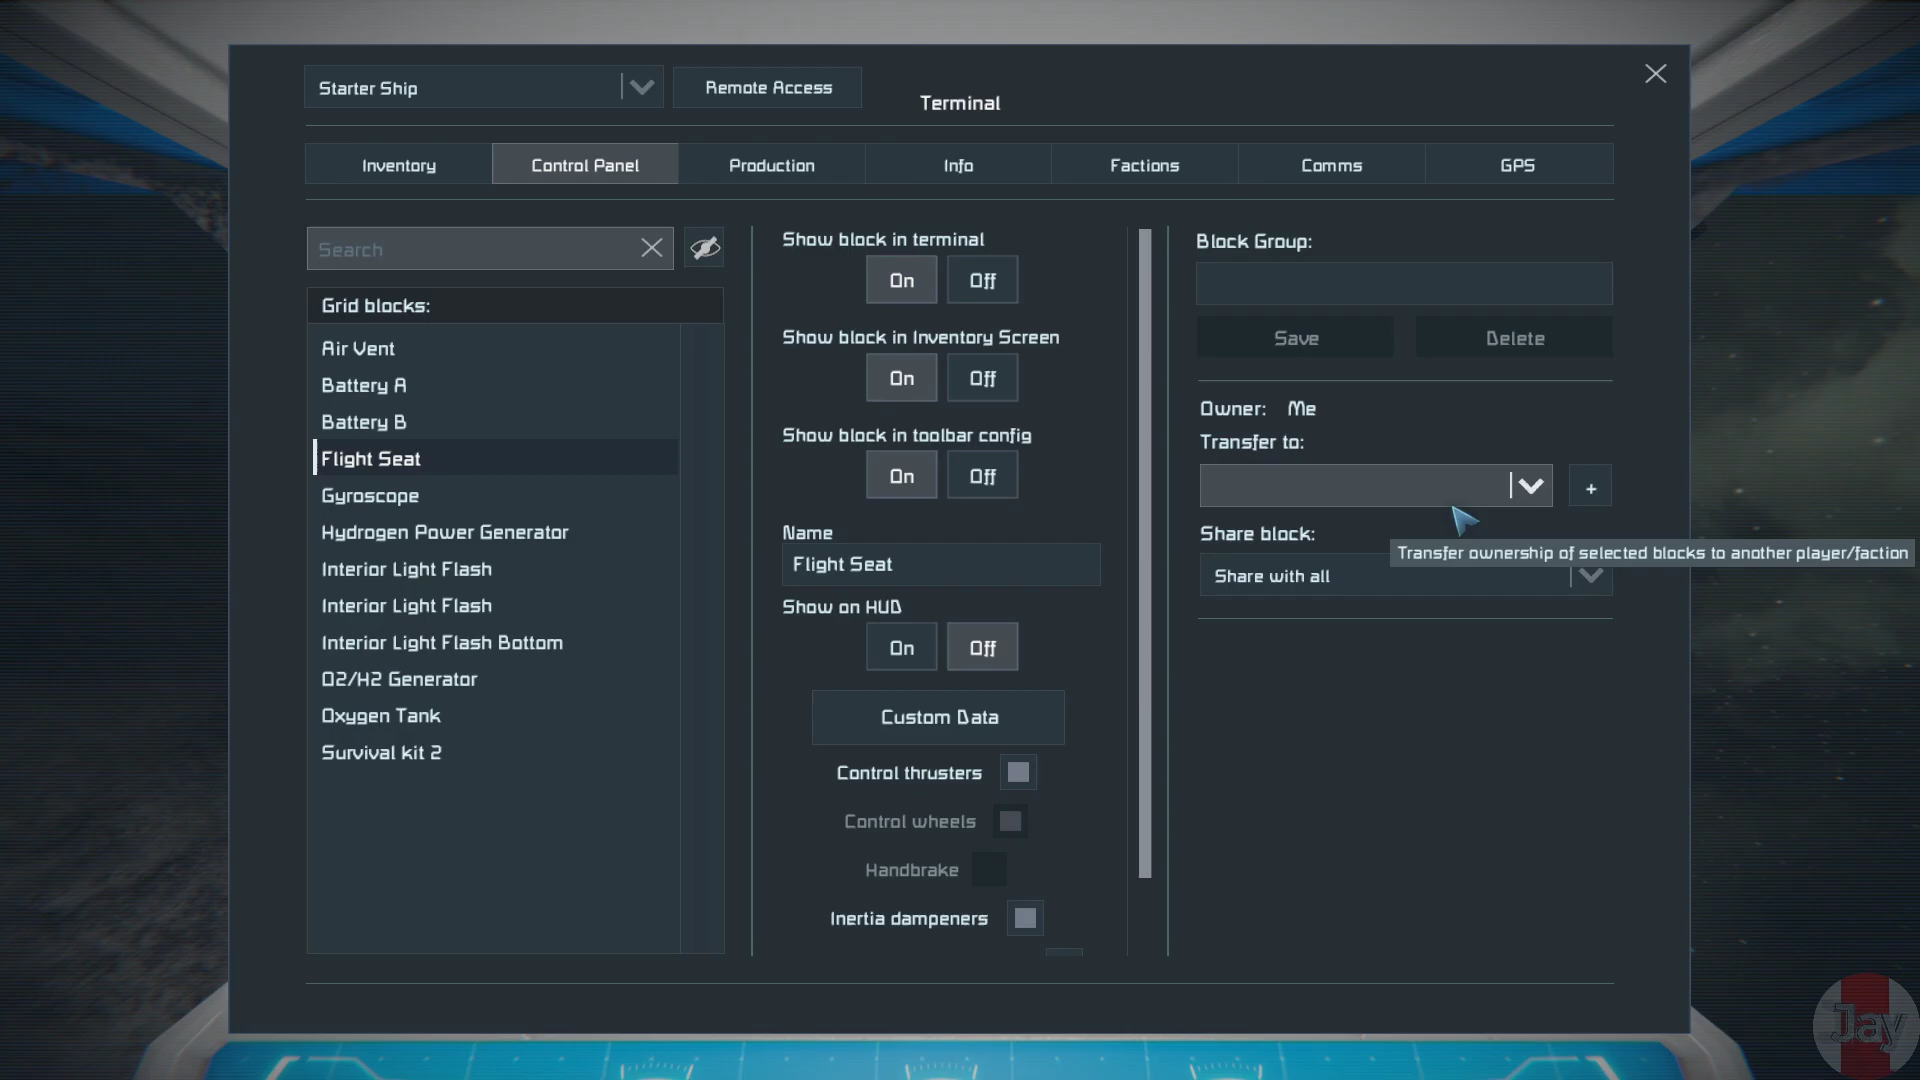 Starter Ship
Remote Access
Terminal
Inventory
Control Panel
Production
Info
Factions
Comms
GPS
Search
Grid blocks:
Air Vent
Battery A
Battery B
Flight Seat
Gyroscope
Hydrogen Power Generator
Interior Light Flash
Interior Light Flash
Interior Light Flash Bottom
O2/H2 Generator
Oxygen Tank
Survival kit 2
Show block in terminal
On Off
Show block in Inventory Screen
On Off
Show block in toolbar config
On Off
Name
Flight Seat
Show on HUD
On Off
Custom Data
Control thrusters
Control wheels
Handbrake
Inertia dampeners
Block Group:
Save Delete
Owner: Me
Transfer to:
+
Share block:
Transfer ownership of selected blocks to another player/faction
Share with all
Jay